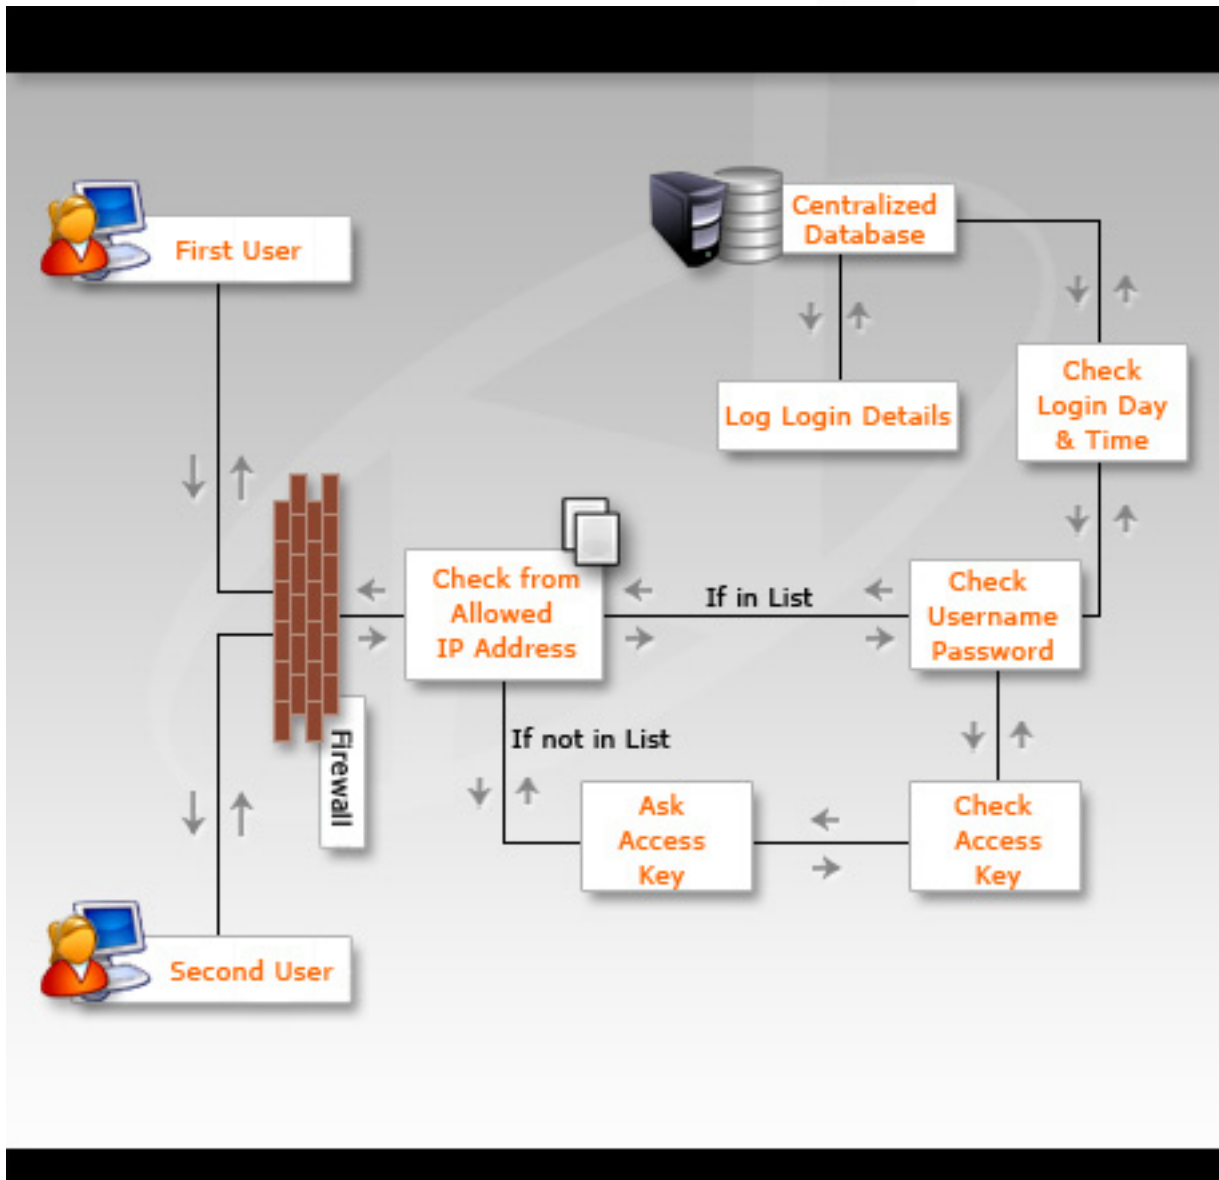 First User
Centralized
Database
Check
Login Day
& Time
Log Login Details
Check from
Allowed
IP Address
If in List
Check
Username
Password
If not in List
Firewall
Ask
Access
Key
Check
Access
Key
Second User